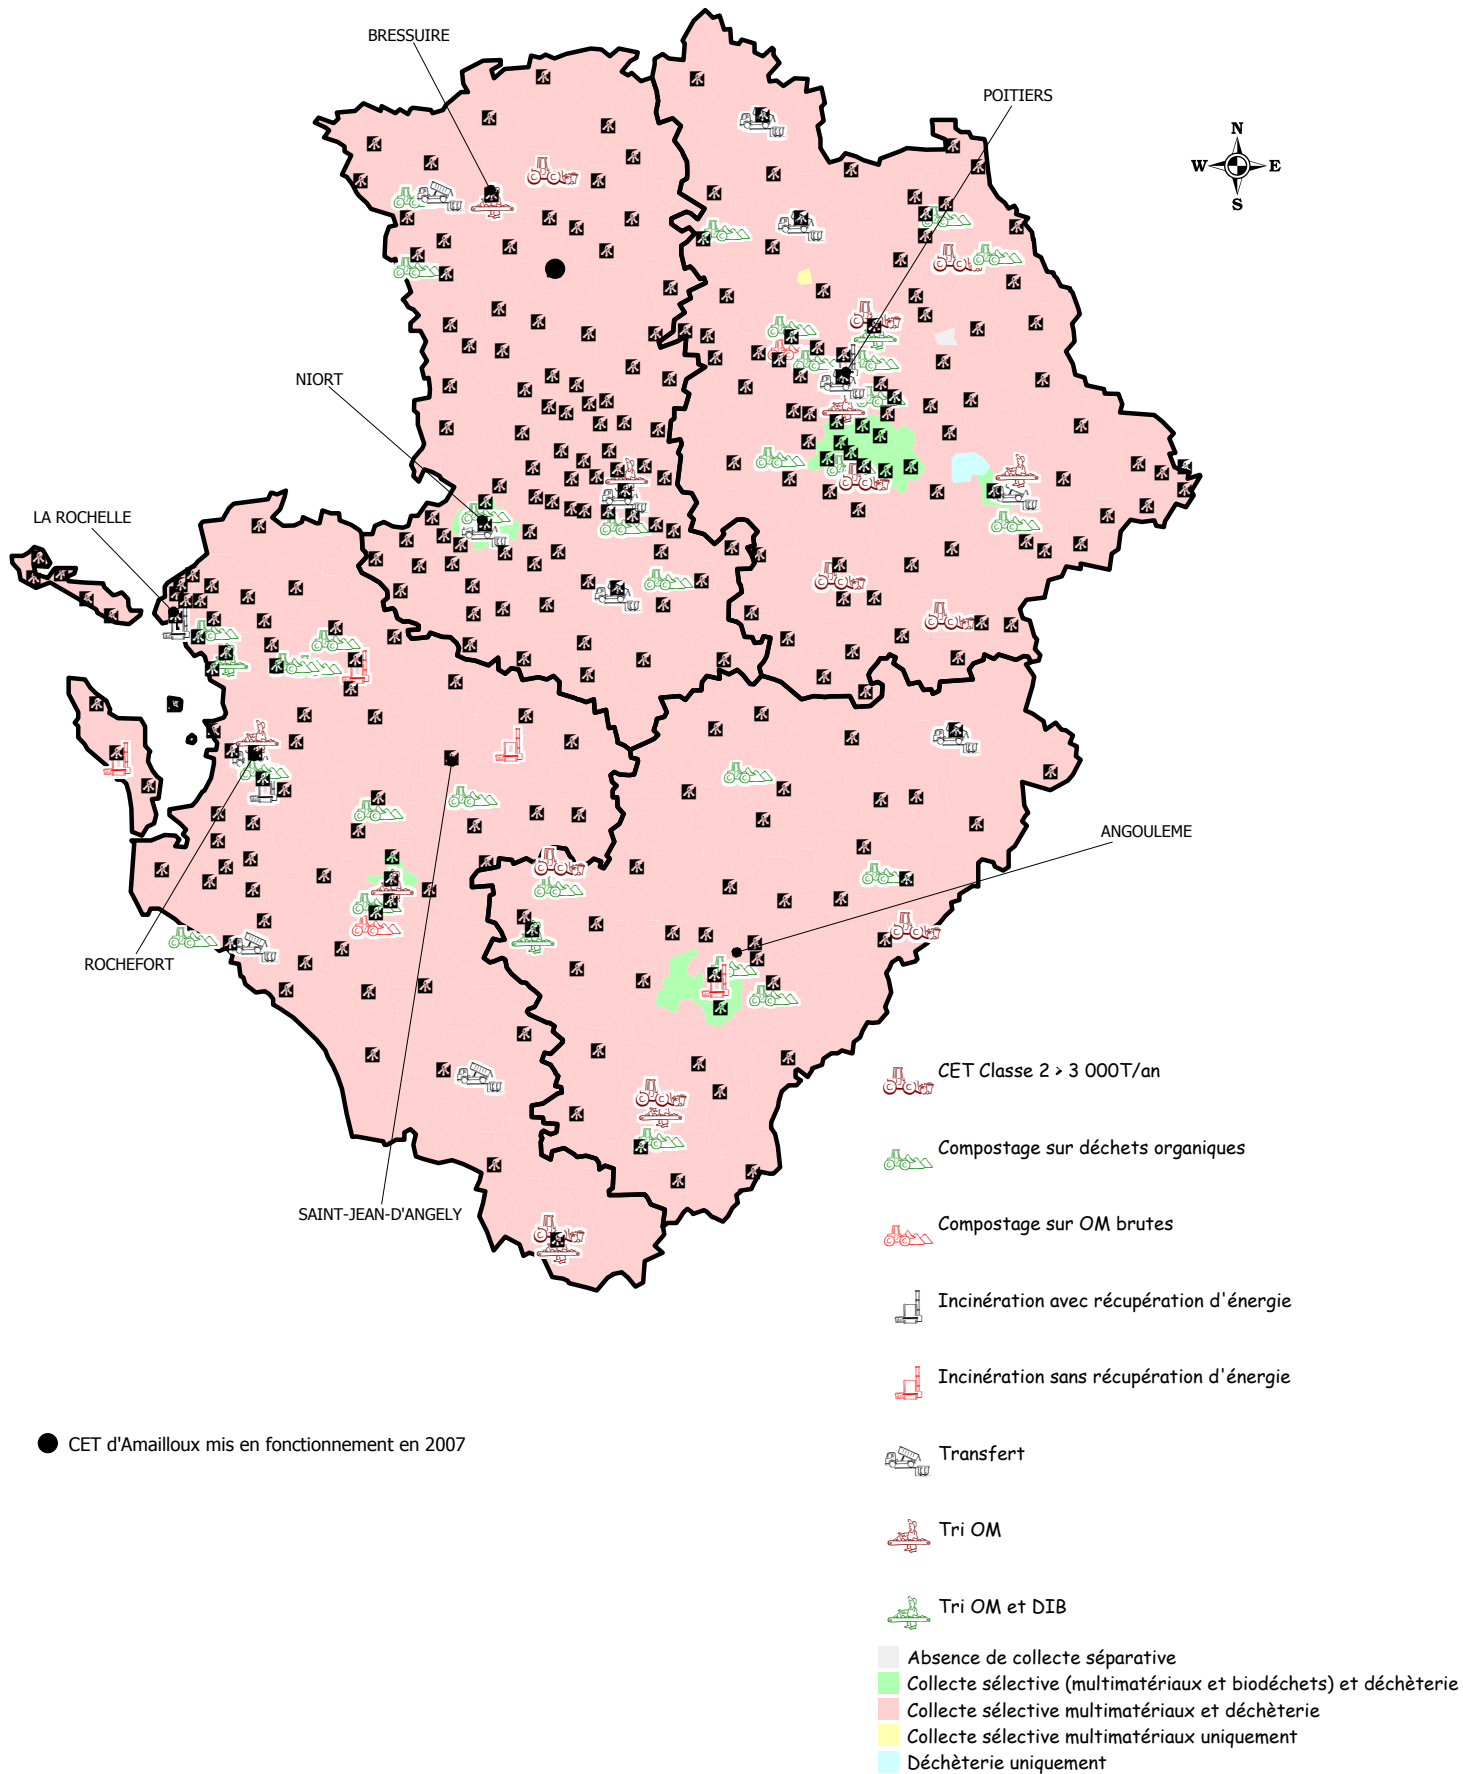 BRESSUIRE
POITIERS
N
W E
S
NIORT
LA ROCHELLE
ANGOULEME
ROCHEFORT
SAINT-JEAN-D'ANGELY
CET Classe 2 > 3 000T/an
Compostage sur déchets organiques
Compostage sur OM brutes
Incinération avec récupération d'énergie
Incinération sans récupération d'énergie
CET d'Amailloux mis en fonctionnement en 2007
Transfert
Tri OM
Tri OM et DIB
Absence de collecte séparative
Collecte sélective (multimatériaux et biodéchets) et déchèterie
Collecte sélective multimatériaux et déchèterie
Collecte sélective multimatériaux uniquement
Déchèterie uniquement